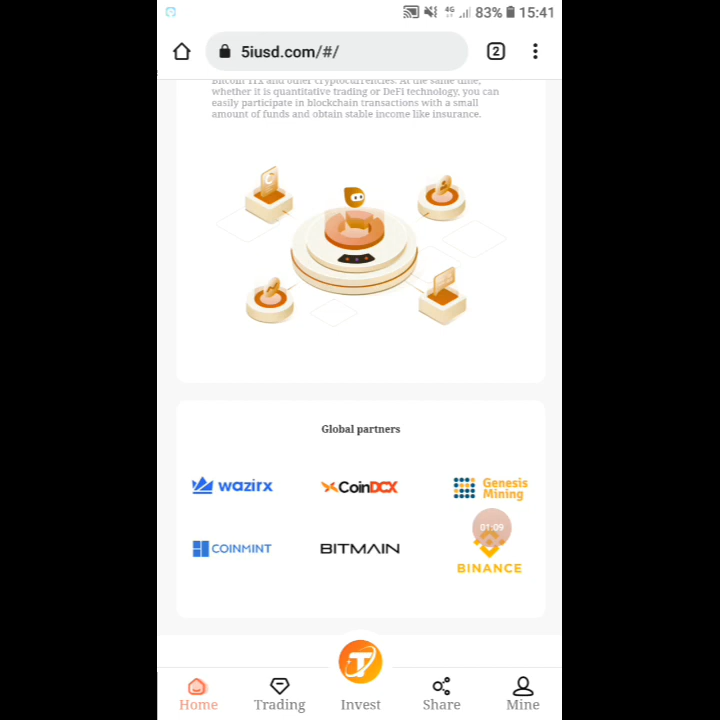 4G 83% 15:41
5iusd.com/#/ 2
Bitcoin Trx and other cryptocurrencies. At the same time,
whether it is quantitative trading or DeFi technology, you can
easily participate in blockchain transactions with a small
amount of funds and obtain stable income like insurance.
Global partners
wazirx CoinDCX Genesis
Mining
01:09
COINMINT BITMAIN
BINANCE
Home Trading Invest Share Mine